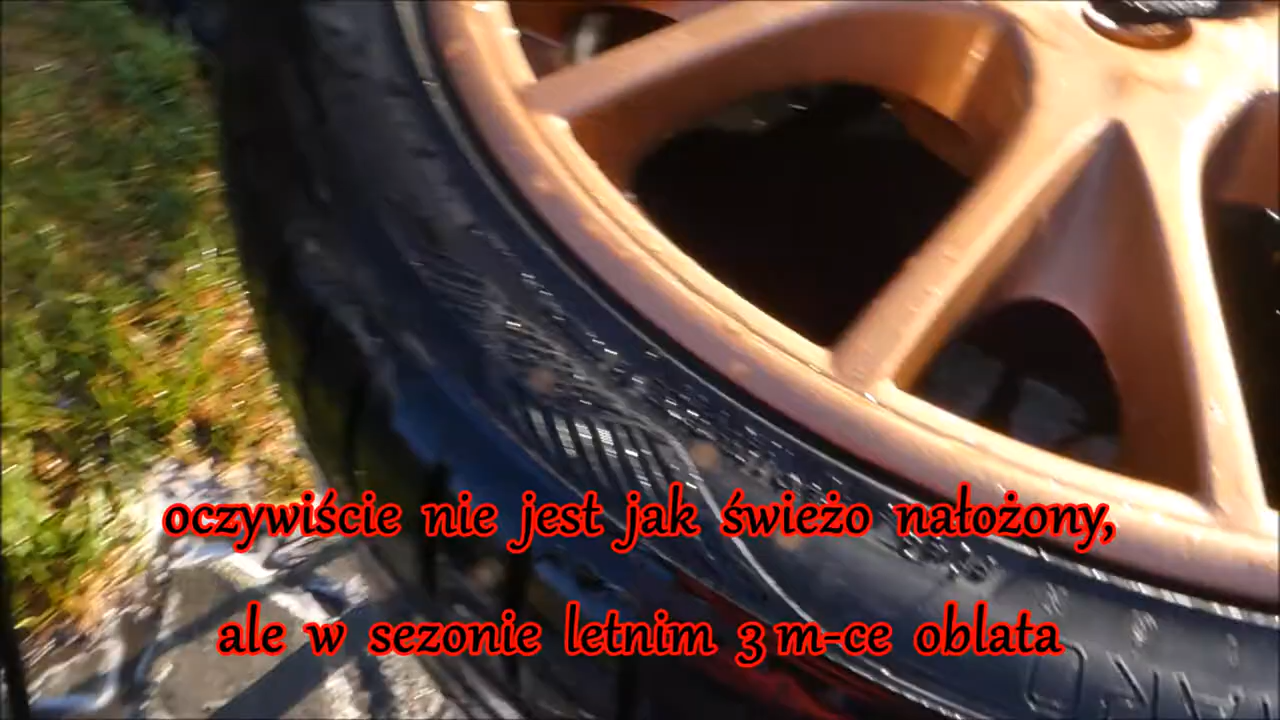 oczywiście nie jest jak świeżo nałożony,
ale w sezonie letnim 3 m-ce oblata